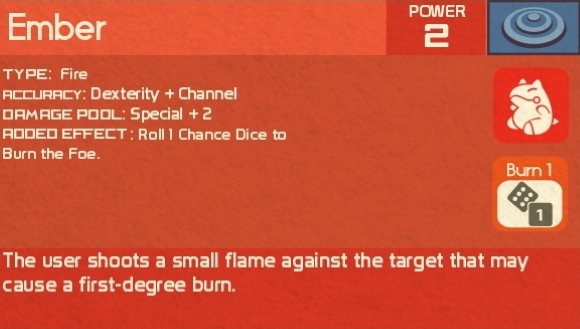 Ember
POWER
2
TYPE: Fire
ACCURACY: Dexterity + Channel
DAMAGE POOL: Special + 2
ADDED EFFECT: Roll 1 Chance Dice to
Burn the Foe.
Burn 1
1
The user shoots a small flame against the target that may
cause a first-degree burn.